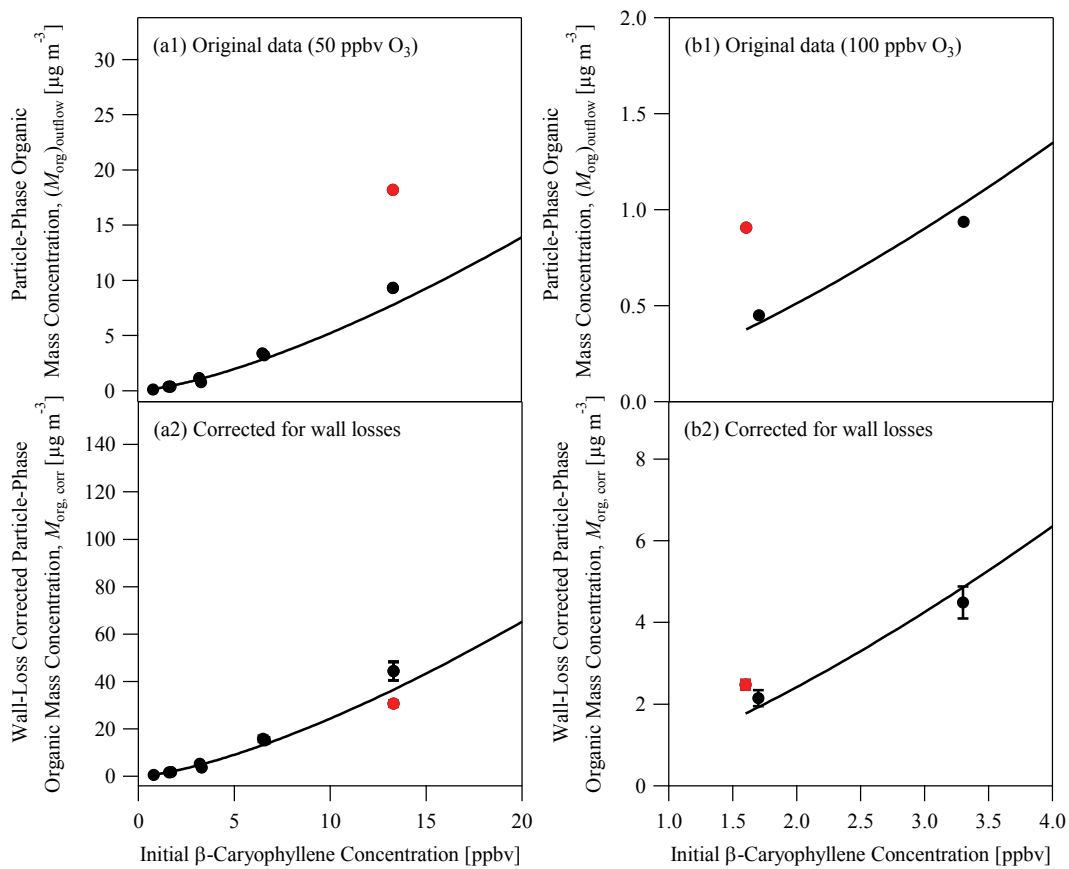 (a1) Original data (50 ppbv O3)
Particle-Phase Organic
Mass Concentration, (Morg)outflow [µg m-3]
30
25
20
15
10
5
0
(b1) Original data (100 ppbv O3)
Particle-Phase Organic
Mass Concentration, (Morg)outflow [µg m-3]
2.0
1.5
1.0
0.5
0.0
(a2) Corrected for wall losses
Wall-Loss Corrected Particle-Phase
Organic Mass Concentration, Morg, corr [µg m-3]
140
120
100
80
60
40
20
0
0 5 10 15 20
Initial β-Caryophyllene Concentration [ppbv]
(b2) Corrected for wall losses
Wall-Loss Corrected Particle-Phase
Organic Mass Concentration, Morg, corr [µg m-3]
8
6
4
2
0
1.0 1.5 2.0 2.5 3.0 3.5 4.0
Initial β-Caryophyllene Concentration [ppbv]